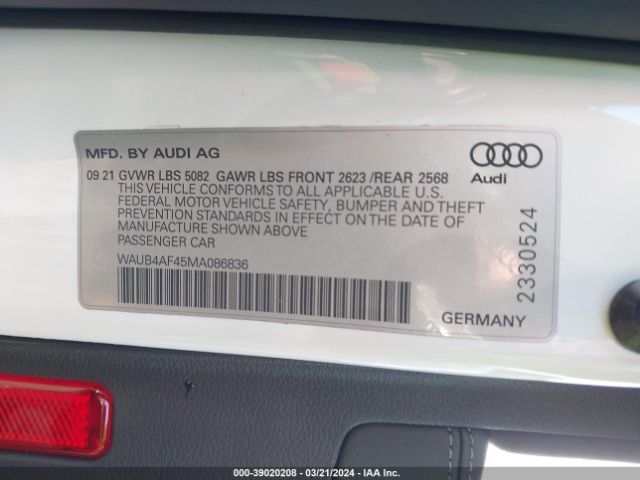 MFD. BY AUDI AG
Audi
09 21 GVWR LBS 5082 GAWR LBS FRONT 2623 /REAR 2568
THIS VEHICLE CONFORMS TO ALL APPLICABLE U.S.
FEDERAL MOTOR VEHICLE SAFETY, BUMPER AND THEFT
PREVENTION STANDARDS IN EFFECT ON THE DATE OF
MANUFACTURE SHOWN ABOVE
PASSENGER CAR
WAUB4AF45MA086836
2330524
GERMANY
000-39020208 - 03/21/2024 - IAA Inc.